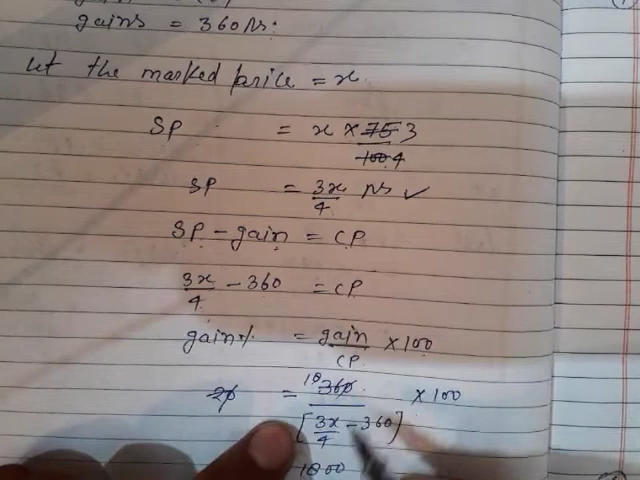 gains = 360 Rs.
let the marked price = x
SP = x × 75 3
100 4
SP = 3x/4 Rs ✓
SP - gain = CP
3x/4 - 360 = CP
gain% = gain/CP × 100
20 = 18 360 × 100
[3x/4 - 360]
1800